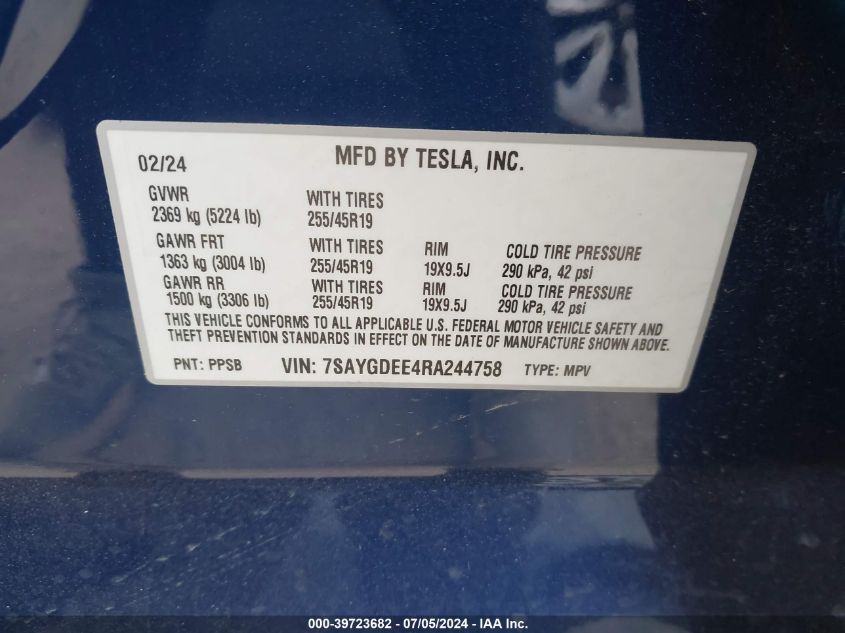 02/24 MFD BY TESLA, INC.
GVWR WITH TIRES
2369 kg (5224 lb) 255/45R19
GAWR FRT WITH TIRES RIM COLD TIRE PRESSURE
1363 kg (3004 lb) 255/45R19 19X9.5J 290 kPa, 42 psi
GAWR RR WITH TIRES RIM COLD TIRE PRESSURE
1500 kg (3306 lb) 255/45R19 19X9.5J 290 kPa, 42 psi
THIS VEHICLE CONFORMS TO ALL APPLICABLE U.S. FEDERAL MOTOR VEHICLE SAFETY AND
THEFT PREVENTION STANDARDS IN EFFECT ON THE DATE OF MANUFACTURE SHOWN ABOVE.
PNT: PPSB VIN: 7SAYGDEE4RA244758 TYPE: MPV
000-39723682 - 07/05/2024 - IAA Inc.